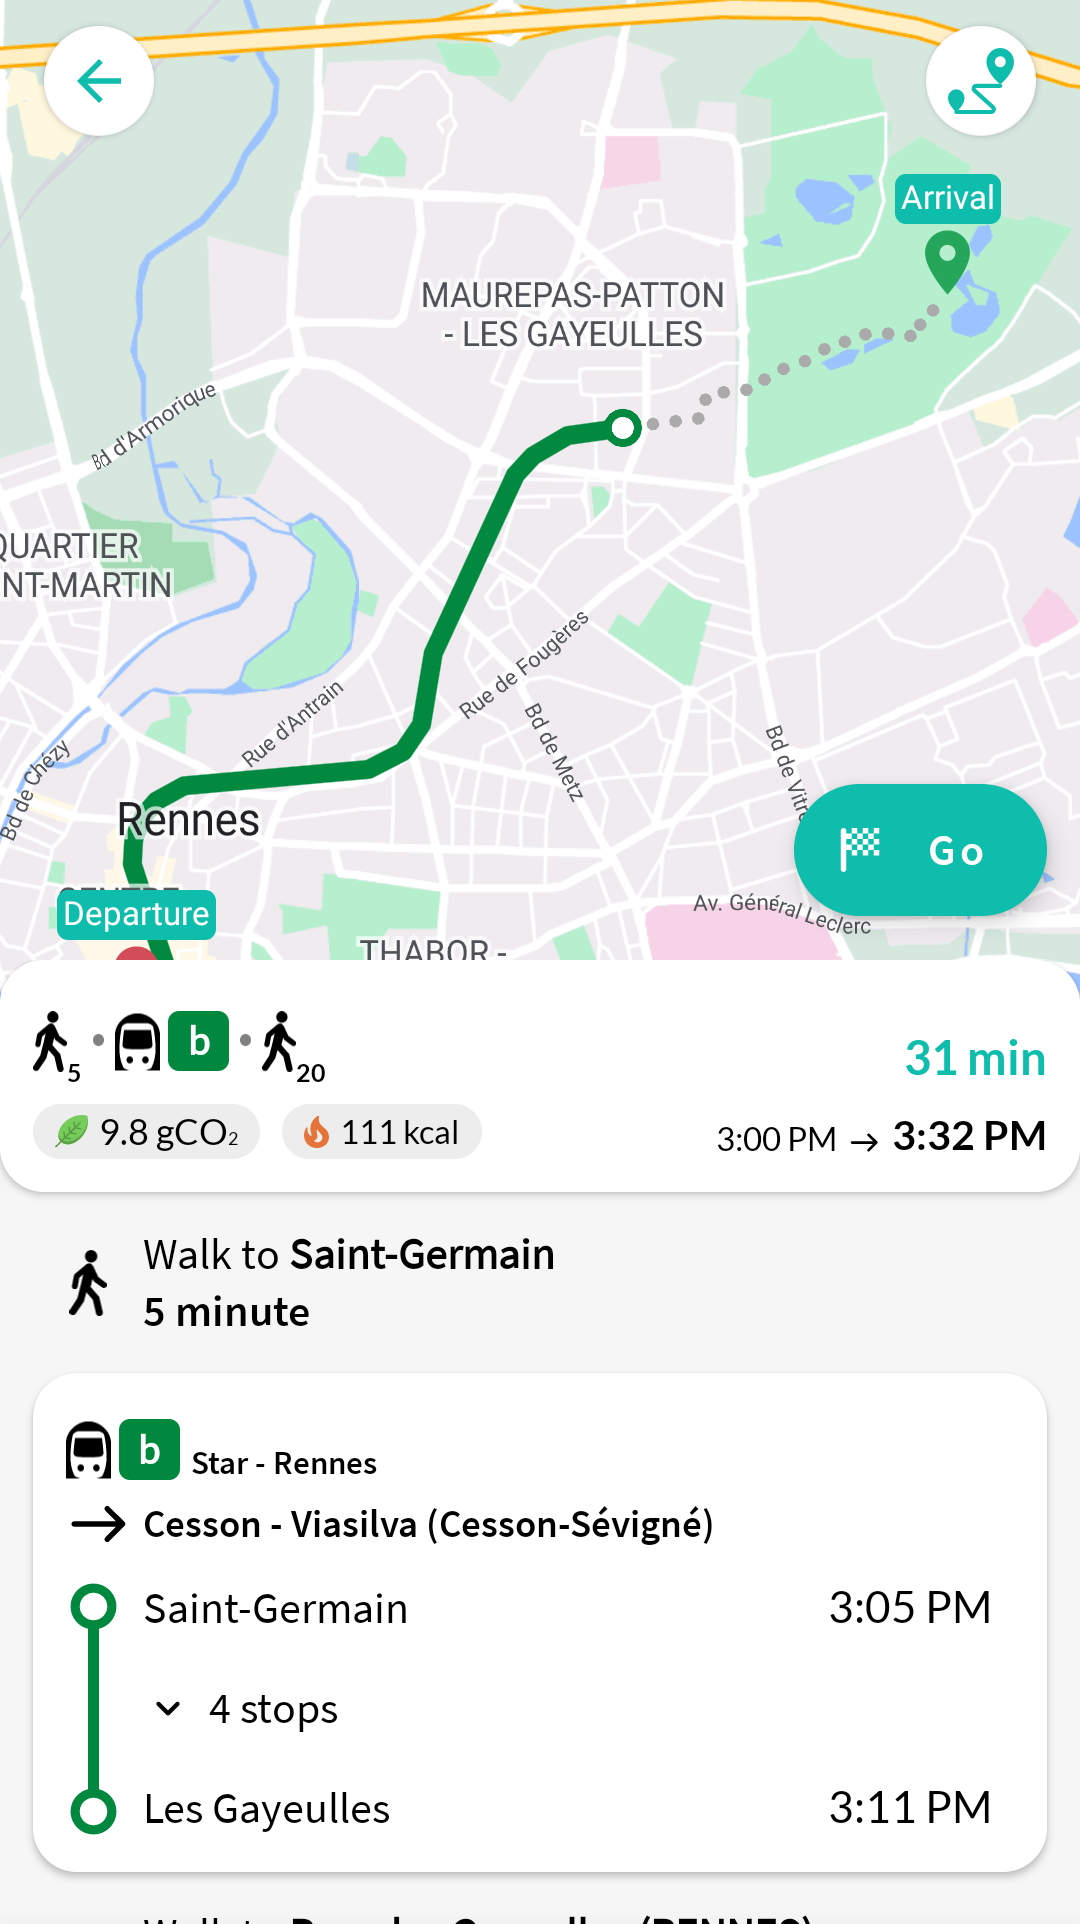 Arrival
MAUREPAS-PATTON
- LES GAYEULLES
Bd d'Armorique
QUARTIER
NT-MARTIN
Rue de Fougères
Rue d'Antrain
Bd de Metz
Bd de Chézy
Bd de Vitré
Rennes
Go
CENTRE
Departure
Av. Général Leclerc
THABOR -
5
b
20
31 min
9.8 gCO2
111 kcal
3:00 PM → 3:32 PM
Walk to Saint-Germain
5 minute
b Star - Rennes
→ Cesson - Viasilva (Cesson-Sévigné)
Saint-Germain 3:05 PM
4 stops
Les Gayeulles 3:11 PM